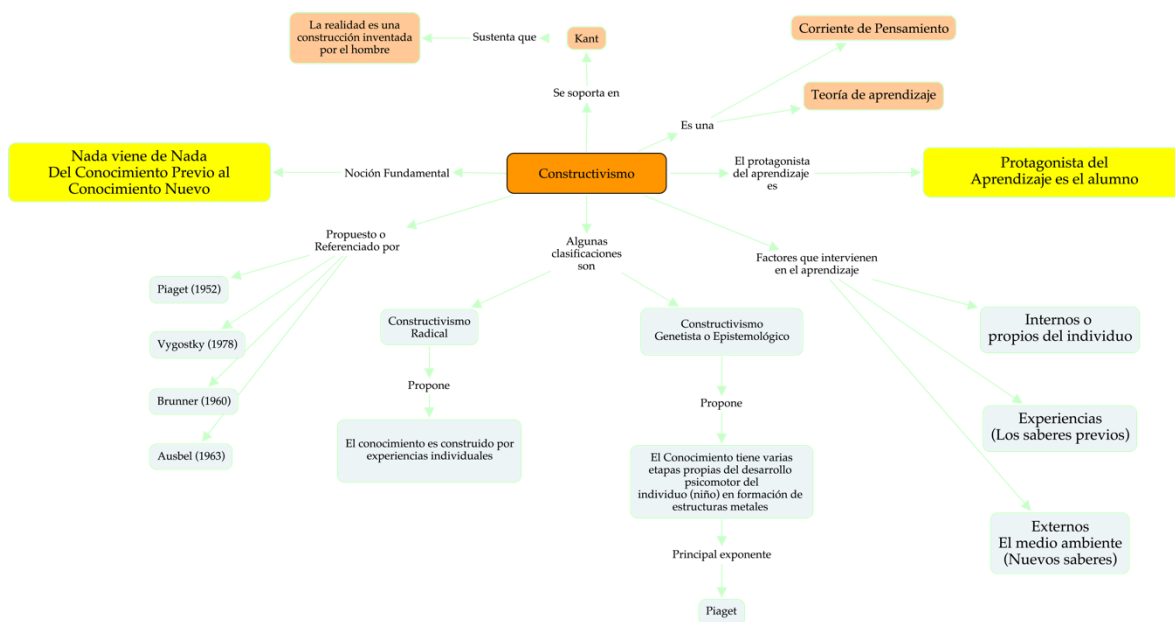 La realidad es una
construcción inventada
por el hombre
Sustenta que
Kant
Corriente de Pensamiento
Se soporta en
Teoría de aprendizaje
Es una
Nada viene de Nada
Del Conocimiento Previo al
Conocimiento Nuevo
Noción Fundamental
Constructivismo
El protagonista
del aprendizaje
es
Protagonista del
Aprendizaje es el alumno
Propuesto o
Referenciado por
Algunas
clasificaciones
son
Factores que intervienen
en el aprendizaje
Piaget (1952)
Vygostky (1978)
Brunner (1960)
Ausbel (1963)
Constructivismo
Radical
Propone
El conocimiento es construido por
experiencias individuales
Constructivismo
Genetista o Epistemológico
Propone
El Conocimiento tiene varias
etapas propias del desarrollo
psicomotor del
individuo (niño) en formación de
estructuras metales
Principal exponente
Piaget
Internos o
propios del individuo
Experiencias
(Los saberes previos)
Externos
El medio ambiente
(Nuevos saberes)